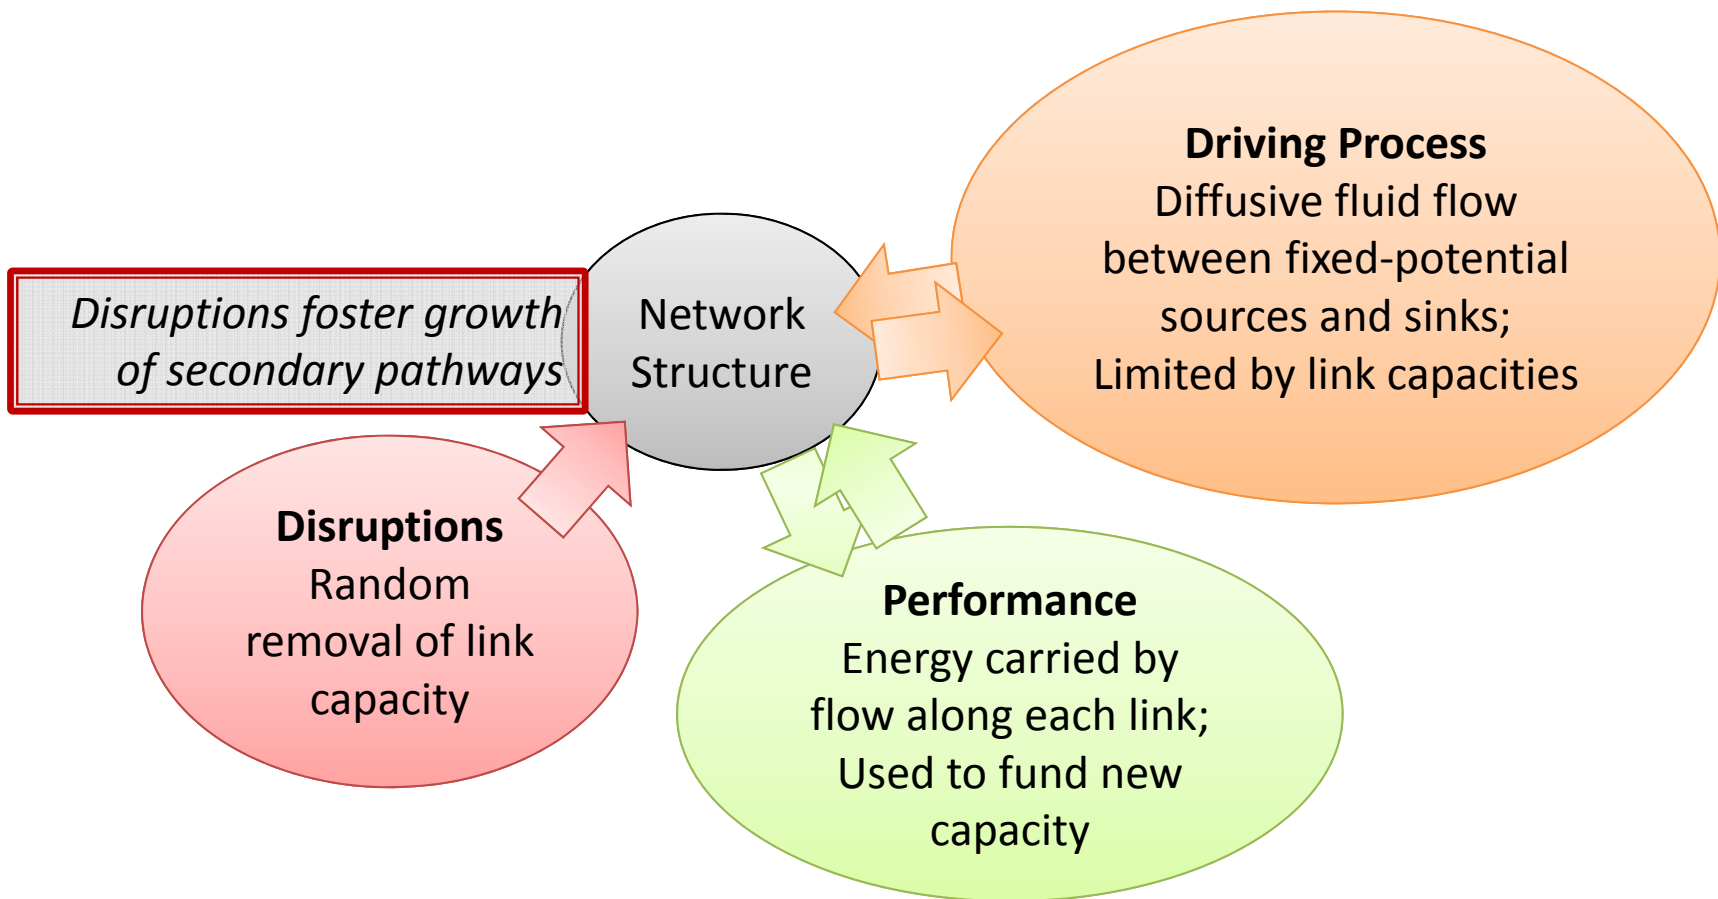 Driving Process
Diffusive fluid flow
between fixed-potential
sources and sinks;
Limited by link capacities
Disruptions foster growth
of secondary pathways
Network
Structure
Disruptions
Random
removal of link
capacity
Performance
Energy carried by
flow along each link;
Used to fund new
capacity